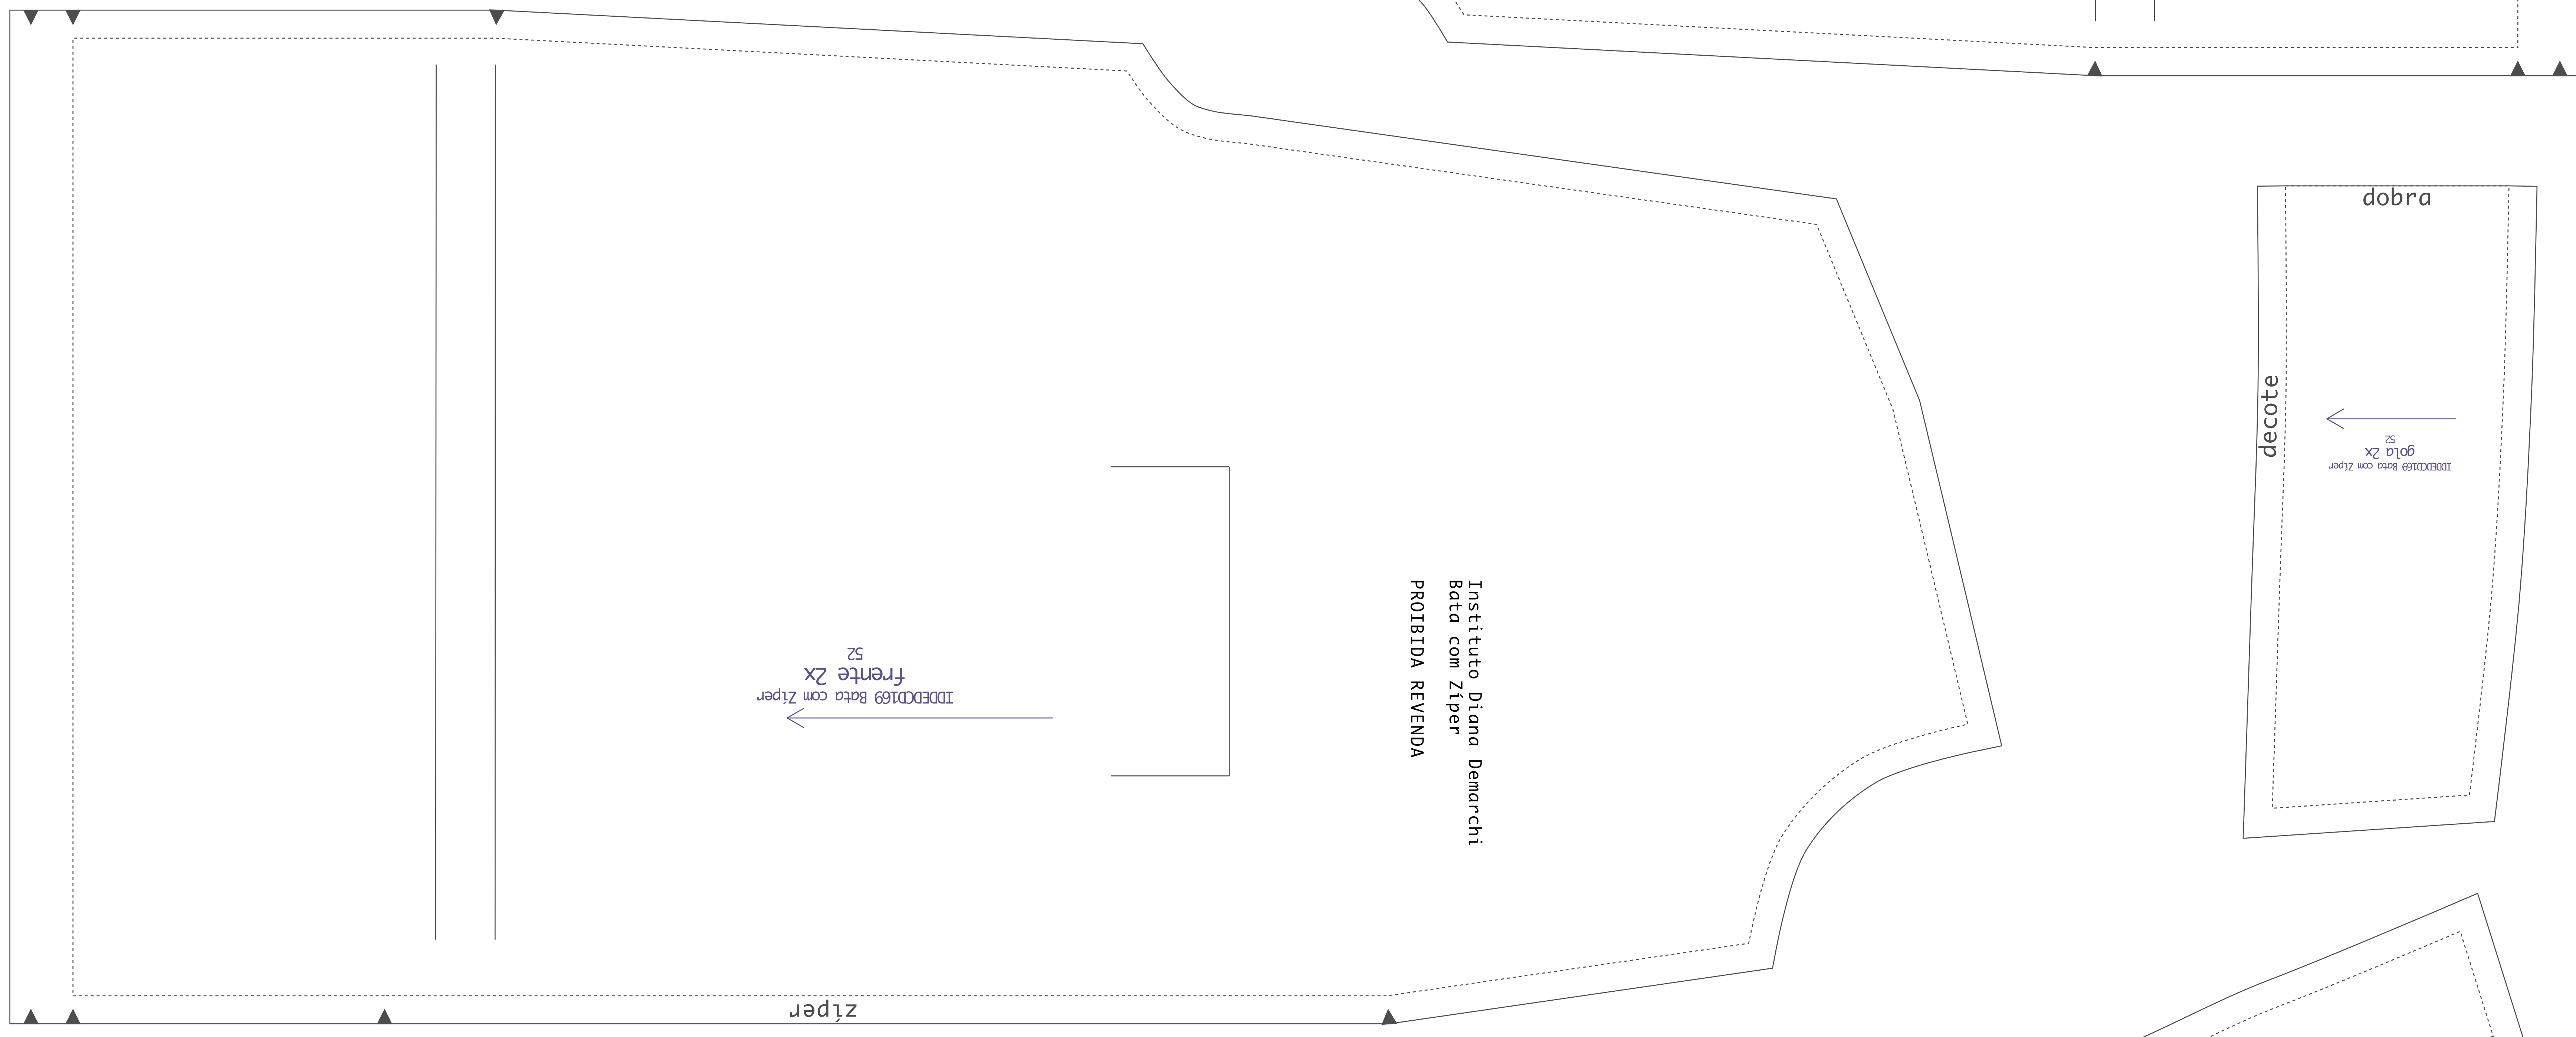 dobra
decote
52
gola 2x
IDDEDCD169 Bata com Zíper
Instituto Diana Demarchi
Bata com Zíper
PROIBIDA REVENDA
IDDEDCD169 Bata com Zíper
frente 2x
52
zíper